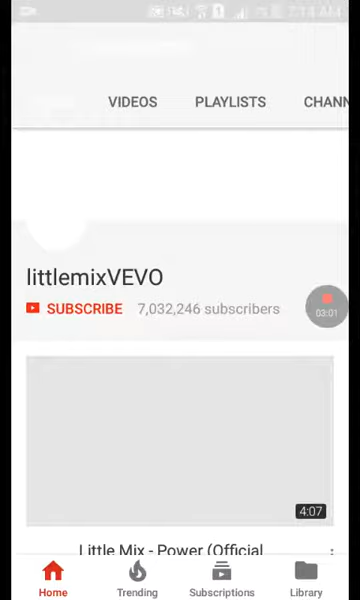 VIDEOS PLAYLISTS CHANN
littlemixVEVO
SUBSCRIBE 7,032,246 subscribers
03:01
4:07
Little Mix - Power (Official
Home Trending Subscriptions Library